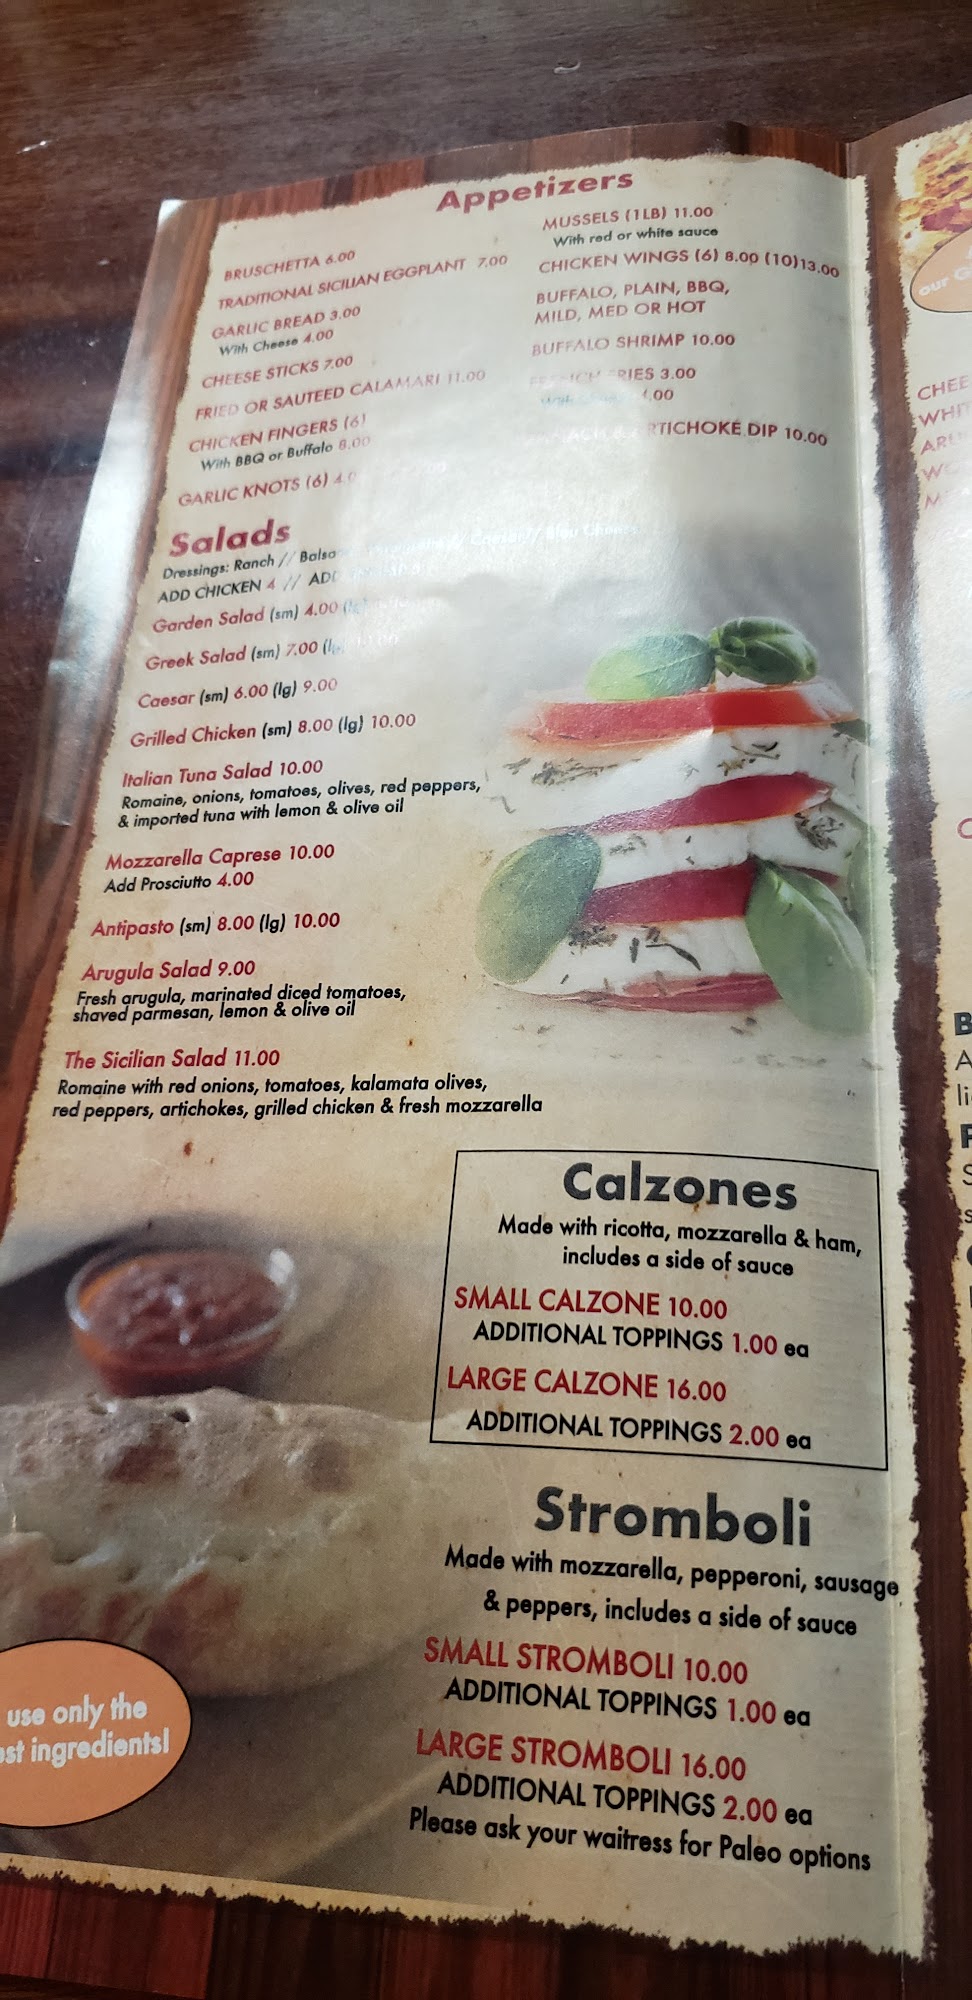 Appetizers
BRUSCHETTA 6.00
TRADITIONAL SICILIAN EGGPLANT 7.00
GARLIC BREAD 3.00
With Cheese 4.00
CHEESE STICKS 7.00
FRIED OR SAUTEED CALAMARI 11.00
CHICKEN FINGERS (6)
With BBQ or Buffalo 8.00
GARLIC KNOTS (6)
MUSSELS (1LB) 11.00
With red or white sauce
CHICKEN WINGS (6) 8.00 (10)13.00
BUFFALO, PLAIN, BBQ,
MILD, MED OR HOT
BUFFALO SHRIMP 10.00
FRENCH FRIES 3.00
ARTICHOKE DIP 10.00
Salads
Dressings: Ranch // Caesar // Bleu Cheese
ADD CHICKEN 4 // ADD
Garden Salad (sm) 4.00
Greek Salad (sm) 7.00
Caesar (sm) 6.00 (lg) 9.00
Grilled Chicken (sm) 8.00 (lg) 10.00
Italian Tuna Salad 10.00
Romaine, onions, tomatoes, olives, red peppers,
& imported tuna with lemon & olive oil
Mozzarella Caprese 10.00
Add Prosciutto 4.00
Antipasto (sm) 8.00 (lg) 10.00
Arugula Salad 9.00
Fresh arugula, marinated diced tomatoes,
shaved parmesan, lemon & olive oil
The Sicilian Salad 11.00
Romaine with red onions, tomatoes, kalamata olives,
red peppers, artichokes, grilled chicken & fresh mozzarella
Calzones
Made with ricotta, mozzarella & ham,
includes a side of sauce
SMALL CALZONE 10.00
ADDITIONAL TOPPINGS 1.00 ea
LARGE CALZONE 16.00
ADDITIONAL TOPPINGS 2.00 ea
Stromboli
Made with mozzarella, pepperoni, sausage
& peppers, includes a side of sauce
SMALL STROMBOLI 10.00
ADDITIONAL TOPPINGS 1.00 ea
LARGE STROMBOLI 16.00
ADDITIONAL TOPPINGS 2.00 ea
Please ask your waitress for Paleo options
use only the
ingredients!
our